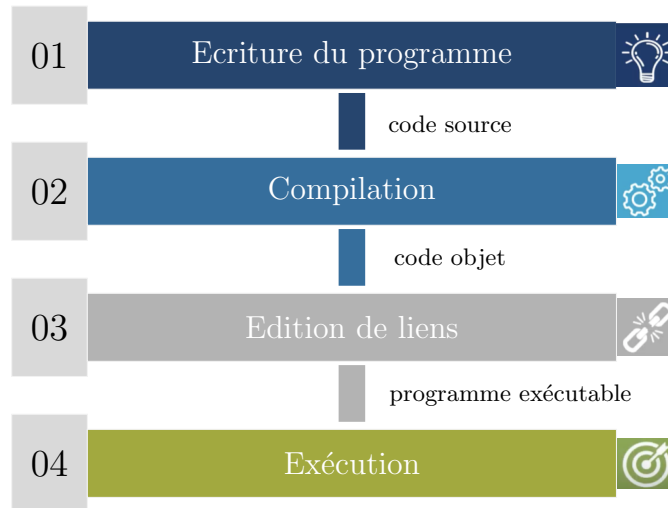 01
Ecriture du programme
code source
02
Compilation
code objet
03
Edition de liens
programme exécutable
04
Exécution